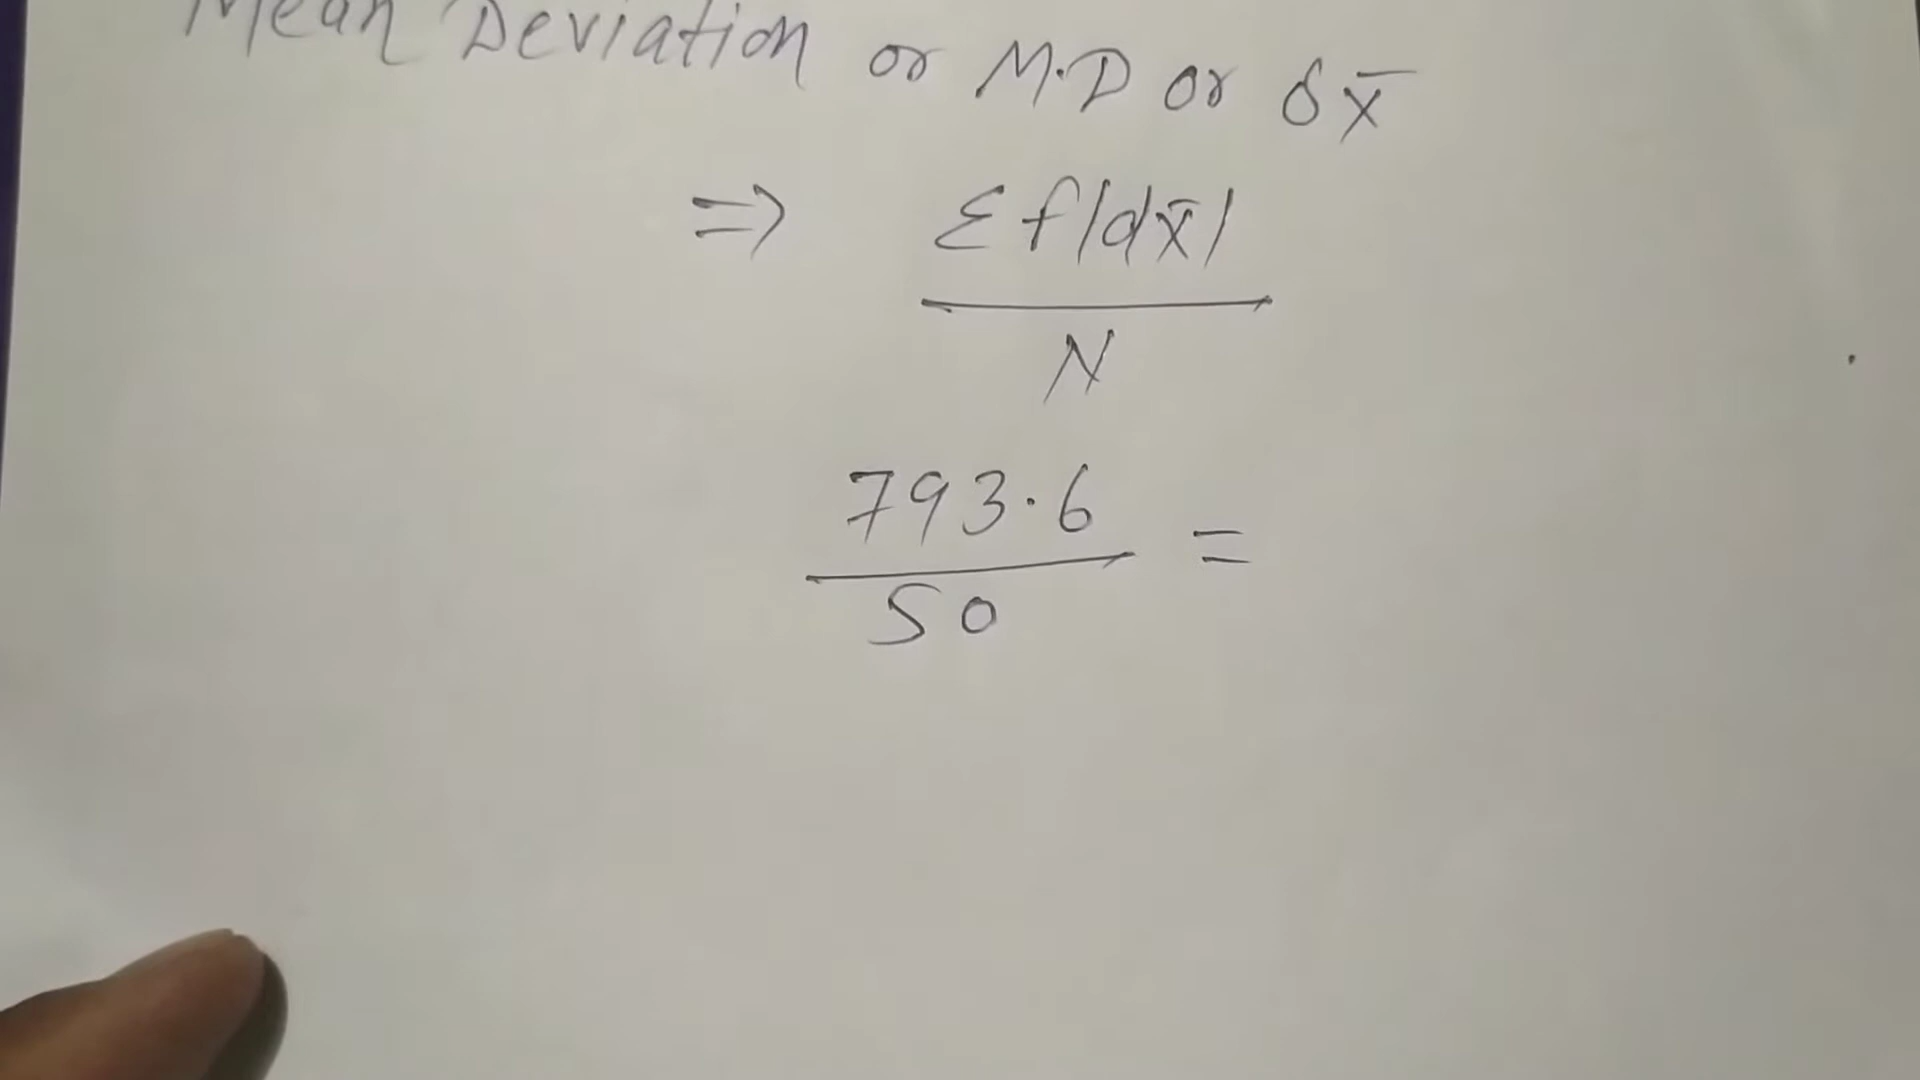 Mean Deviation or M.D or δx̄
⇒ Σf|dx̄|
N
793.6 =
50